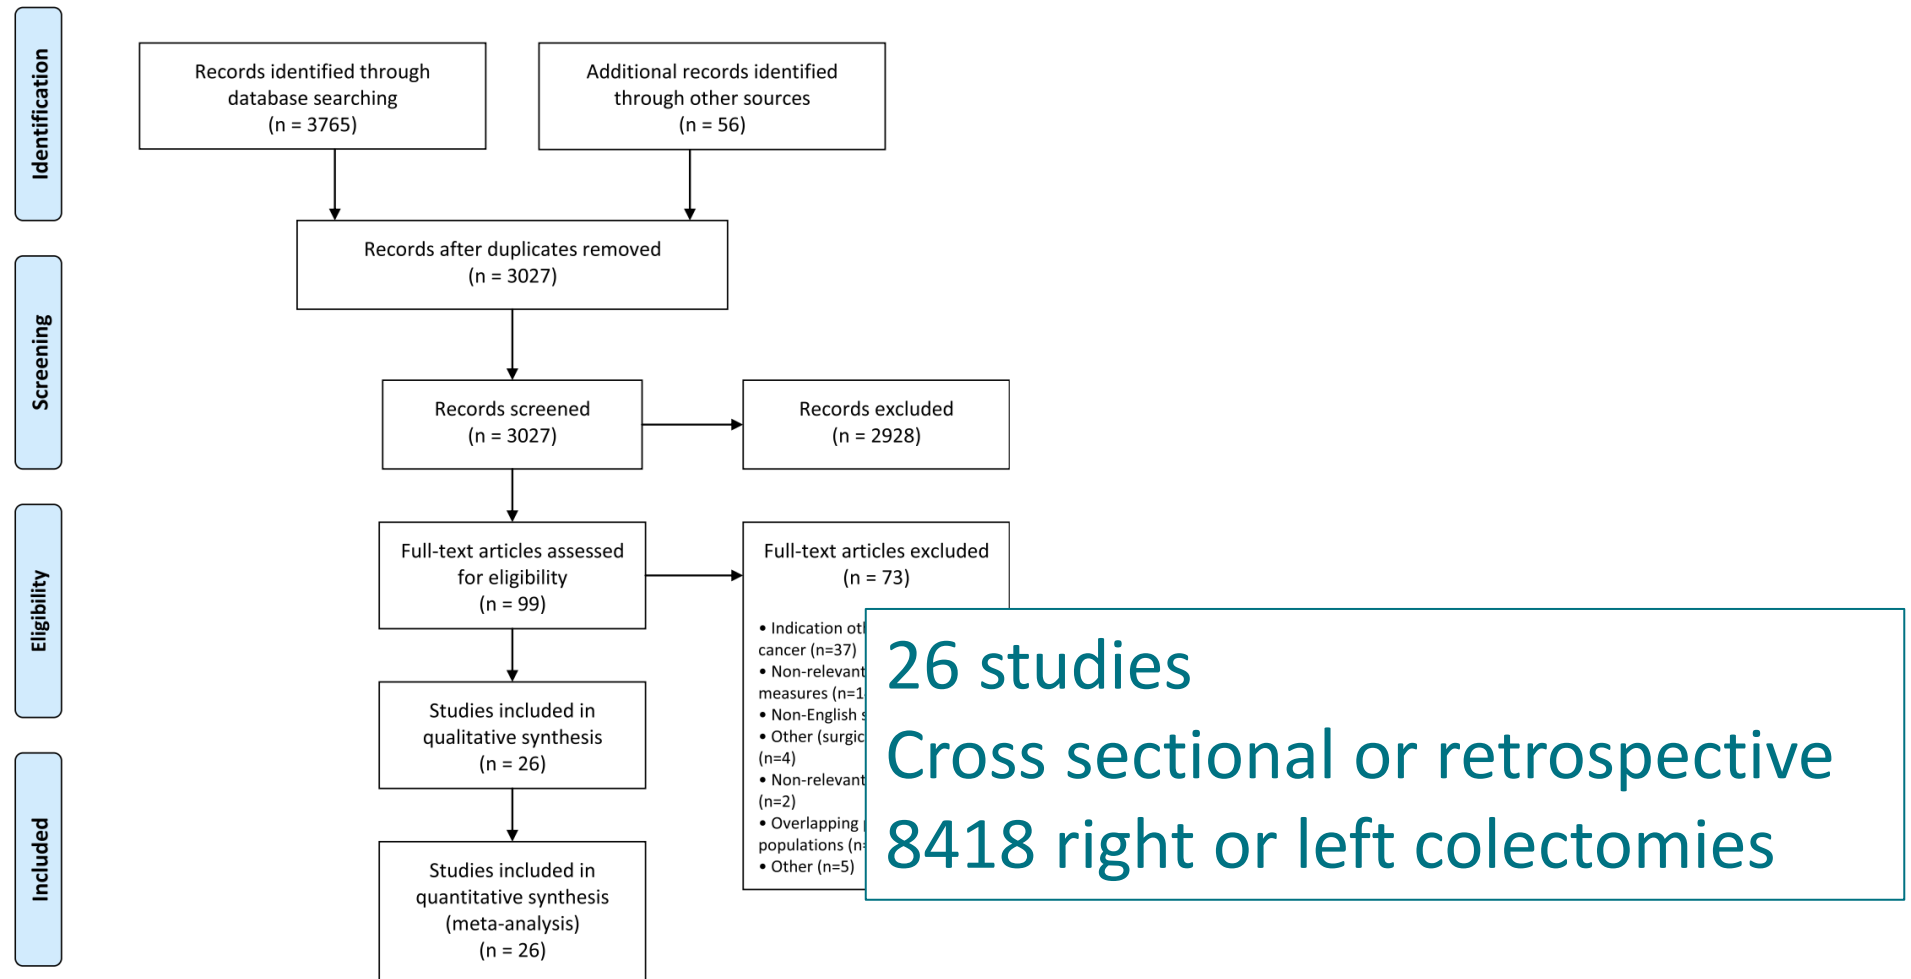 Identification
Records identified through
database searching
(n = 3765)
Additional records identified
through other sources
(n = 56)
Records after duplicates removed
(n = 3027)
Screening
Records screened
(n = 3027)
Records excluded
(n = 2928)
Eligibility
Full-text articles assessed
for eligibility
(n = 99)
Full-text articles excluded
(n = 73)
• Indication
cancer (n=37)
• Non-relevant
measures
• Non-English
• Other
(n=4)
• Non-relevant
(n=2)
• Overlapping
populations
• Other (n=5)
Studies included in
qualitative synthesis
(n = 26)
Included
Studies included in
quantitative synthesis
(meta-analysis)
(n = 26)
26 studies
Cross sectional or retrospective
8418 right or left colectomies